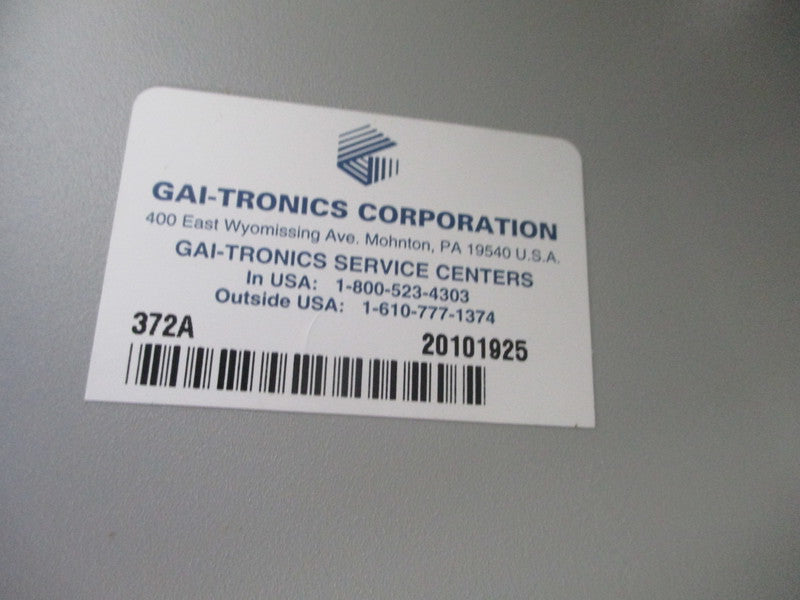 GAI-TRONICS CORPORATION
400 East Wyomissing Ave. Mohnton, PA 19540 U.S.A.
GAI-TRONICS SERVICE CENTERS
In USA: 1-800-523-4303
Outside USA: 1-610-777-1374
372A 20101925